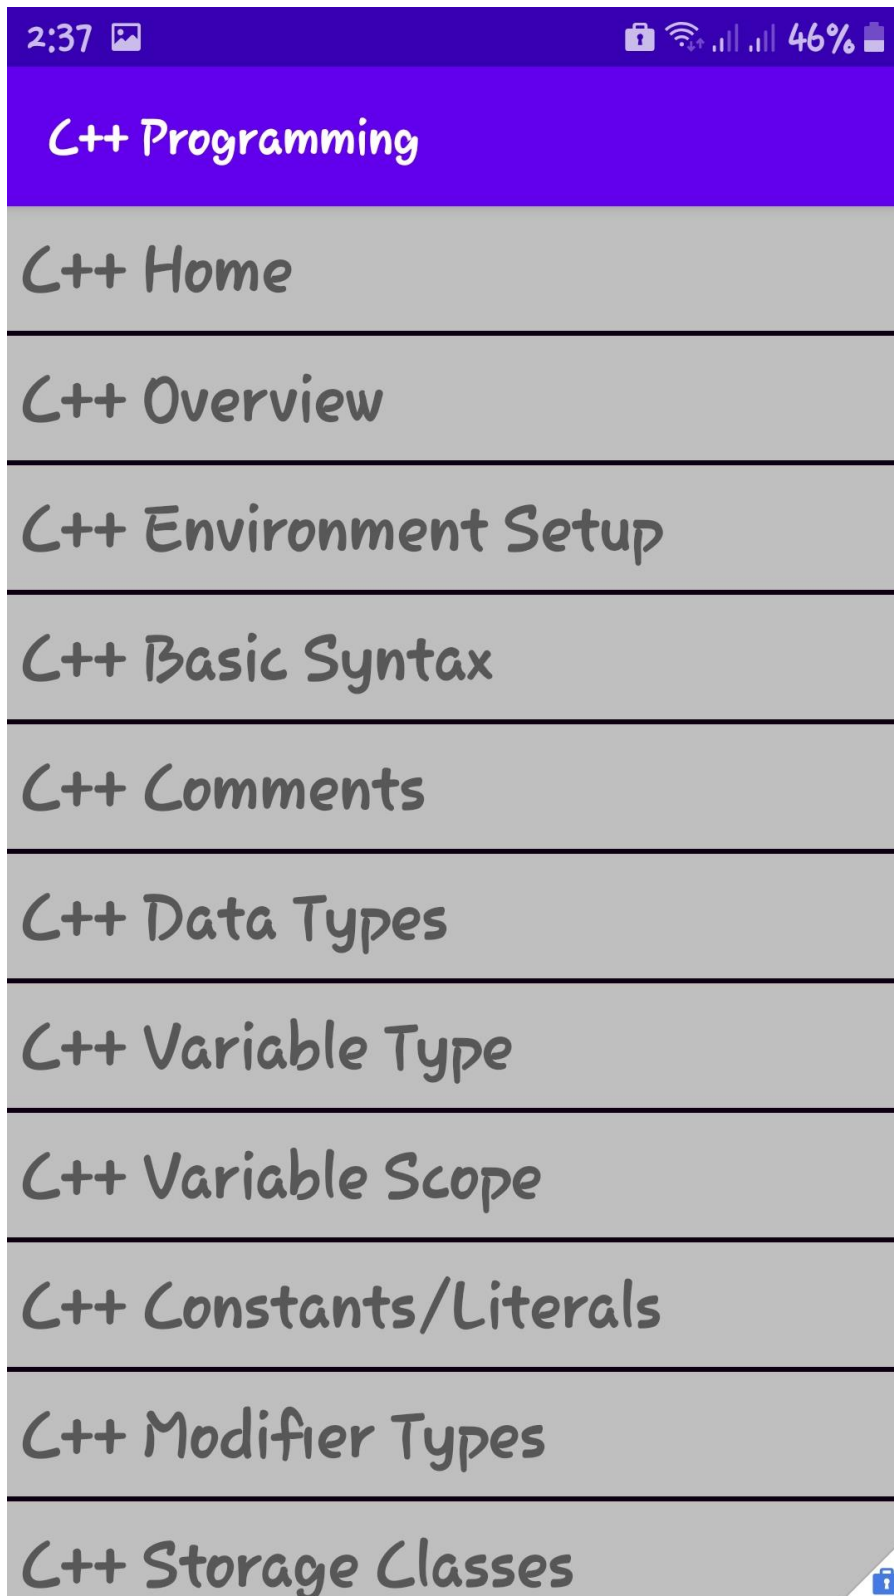 2:37 46%
C++ Programming
C++ Home
C++ Overview
C++ Environment Setup
C++ Basic Syntax
C++ Comments
C++ Data Types
C++ Variable Type
C++ Variable Scope
C++ Constants/Literals
C++ Modifier Types
C++ Storage Classes